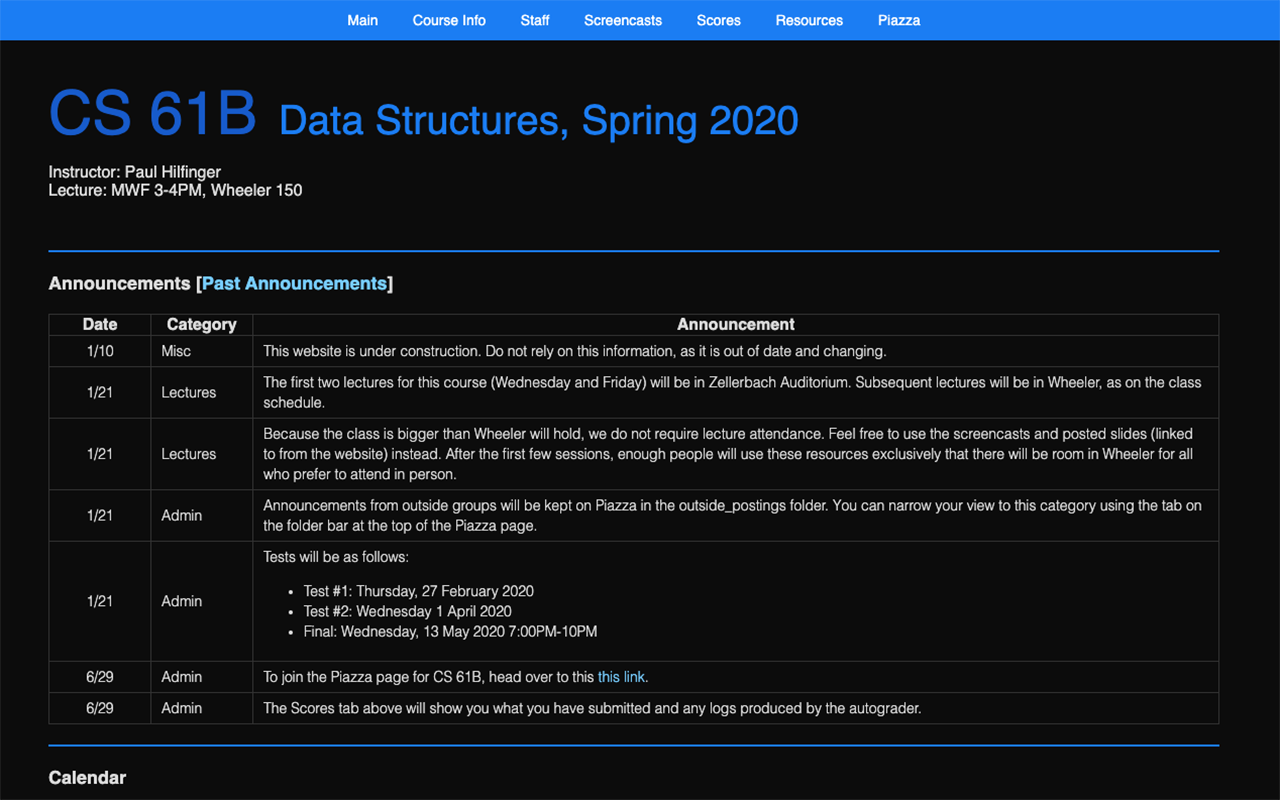 Main Course Info Staff Screencasts Scores Resources Piazza
CS 61B Data Structures, Spring 2020
Instructor: Paul Hilfinger
Lecture: MWF 3-4PM, Wheeler 150
Announcements [Past Announcements]
Date Category Announcement
1/10 Misc This website is under construction. Do not rely on this information, as it is out of date and changing.
1/21 Lectures The first two lectures for this course (Wednesday and Friday) will be in Zellerbach Auditorium. Subsequent lectures will be in Wheeler, as on the class
schedule.
1/21 Lectures Because the class is bigger than Wheeler will hold, we do not require lecture attendance. Feel free to use the screencasts and posted slides (linked
to from the website) instead. After the first few sessions, enough people will use these resources exclusively that there will be room in Wheeler for all
who prefer to attend in person.
1/21 Admin Announcements from outside groups will be kept on Piazza in the outside_postings folder. You can narrow your view to this category using the tab on
the folder bar at the top of the Piazza page.
1/21 Admin Tests will be as follows:
• Test #1: Thursday, 27 February 2020
• Test #2: Wednesday 1 April 2020
• Final: Wednesday, 13 May 2020 7:00PM-10PM
6/29 Admin To join the Piazza page for CS 61B, head over to this this link.
6/29 Admin The Scores tab above will show you what you have submitted and any logs produced by the autograder.
Calendar